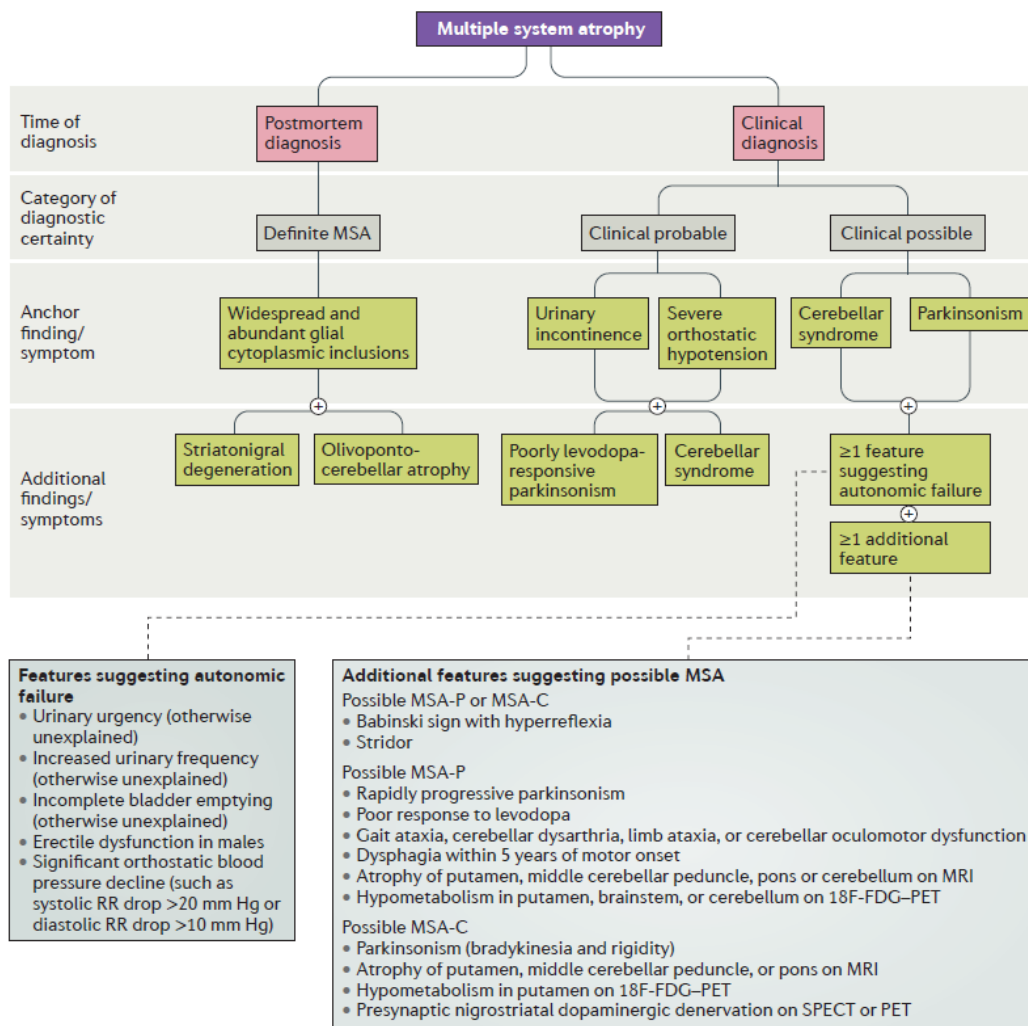 Multiple system atrophy
Time of
diagnosis
Postmortem
diagnosis
Clinical
diagnosis
Category of
diagnostic
certainty
Definite MSA
Clinical probable
Clinical possible
Anchor
finding/
symptom
Widespread and
abundant glial
cytoplasmic inclusions
Urinary
incontinence
Severe
orthostatic
hypotension
Cerebellar
syndrome
Parkinsonism
+
+
+
Additional
findings/
symptoms
Striatonigral
degeneration
Olivoponto-
cerebellar atrophy
Poorly levodopa-
responsive
parkinsonism
Cerebellar
syndrome
≥1 feature
suggesting
autonomic failure
+
≥1 additional
feature
Features suggesting autonomic
failure
• Urinary urgency (otherwise
unexplained)
• Increased urinary frequency
(otherwise unexplained)
• Incomplete bladder emptying
(otherwise unexplained)
• Erectile dysfunction in males
• Significant orthostatic blood
pressure decline (such as
systolic RR drop >20 mm Hg or
diastolic RR drop >10 mm Hg)
Additional features suggesting possible MSA
Possible MSA-P or MSA-C
• Babinski sign with hyperreflexia
• Stridor
Possible MSA-P
• Rapidly progressive parkinsonism
• Poor response to levodopa
• Gait ataxia, cerebellar dysarthria, limb ataxia, or cerebellar oculomotor dysfunction
• Dysphagia within 5 years of motor onset
• Atrophy of putamen, middle cerebellar peduncle, pons or cerebellum on MRI
• Hypometabolism in putamen, brainstem, or cerebellum on 18F-FDG–PET
Possible MSA-C
• Parkinsonism (bradykinesia and rigidity)
• Atrophy of putamen, middle cerebellar peduncle, or pons on MRI
• Hypometabolism in putamen on 18F-FDG–PET
• Presynaptic nigrostriatal dopaminergic denervation on SPECT or PET